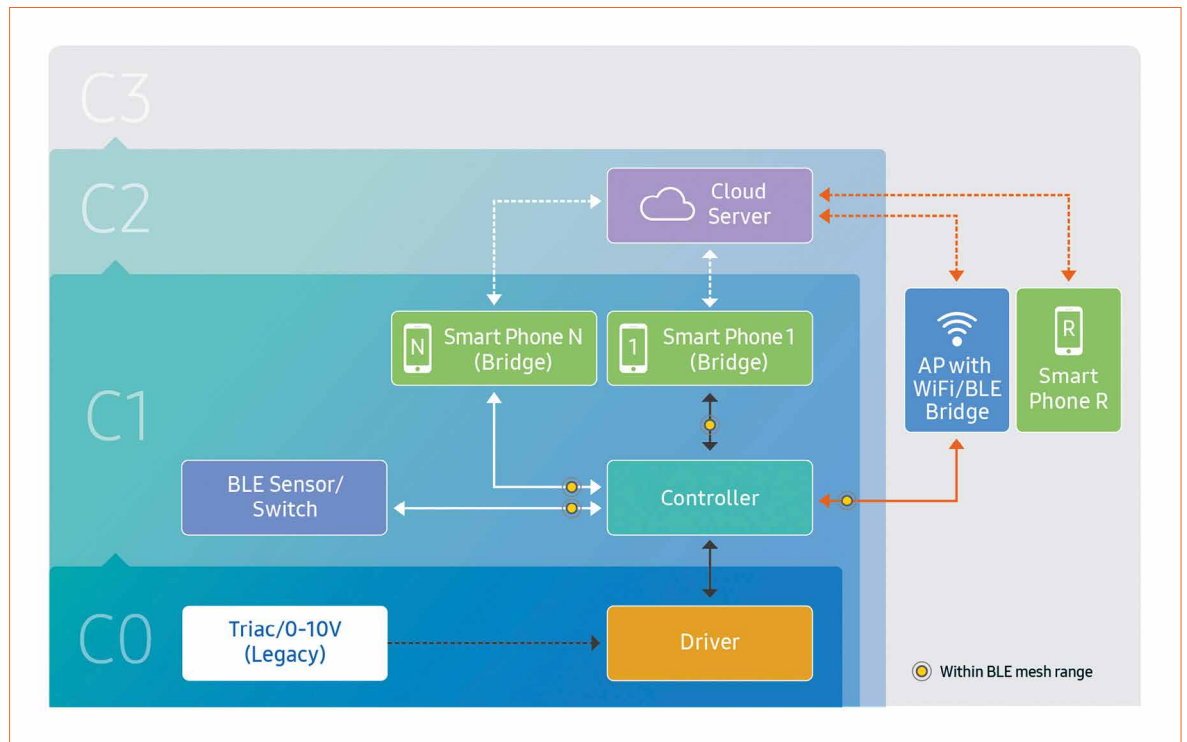 C3
C2
Cloud
Server
C1
N
Smart Phone N
(Bridge)
1
Smart Phone 1
(Bridge)
AP with
WiFi/BLE
Bridge
R
Smart
Phone R
BLE Sensor/
Switch
Controller
C0
Triac/0-10V
(Legacy)
Driver
Within BLE mesh range